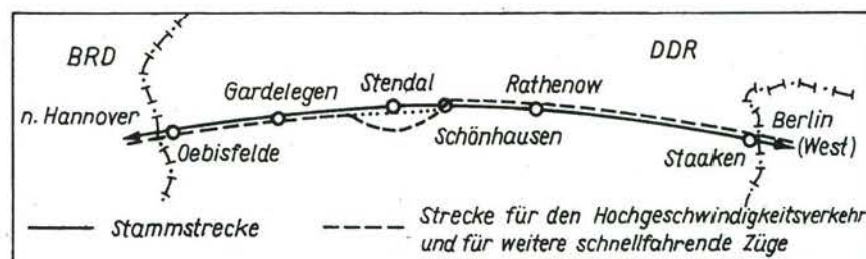 BRD
DDR
Stendal
Rathenow
Gardelegen
n. Hannover
Berlin
(West)
Oebisfelde
Schönhausen
Staaken
Stammstrecke
Strecke für den Hochgeschwindigkeitsverkehr
und für weitere schnellfahrende Züge